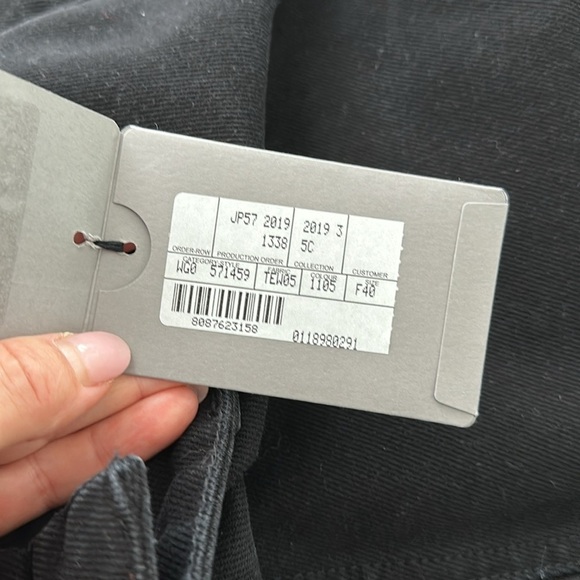 JP57 2019 2019 3
1338 5C
ORDER-ROW PRODUCTION ORDER COLLECTION CUSTOMER
CATEGORY-STYLE FABRIC COLOUR SIZE
WG0 571459 TEW05 1105 F40
8087623158
0118980291